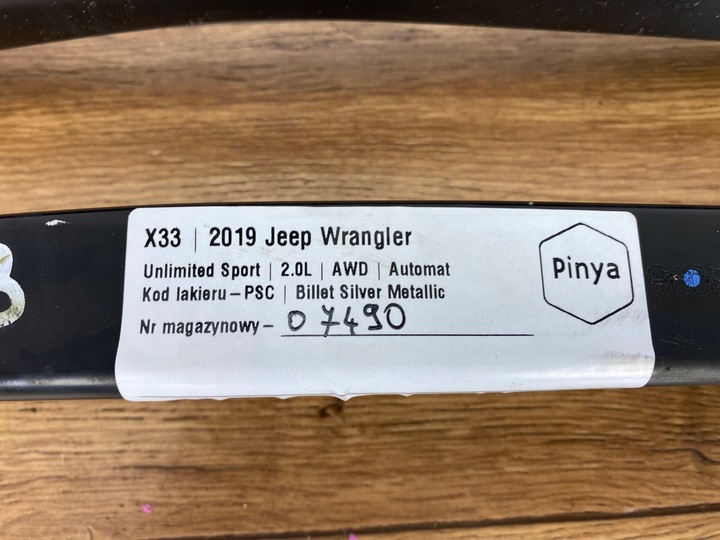 X33 | 2019 Jeep Wrangler
Unlimited Sport | 2.0L | AWD | Automat
Kod lakieru – PSC | Billet Silver Metallic
Nr magazynowy – 07490
Pinya